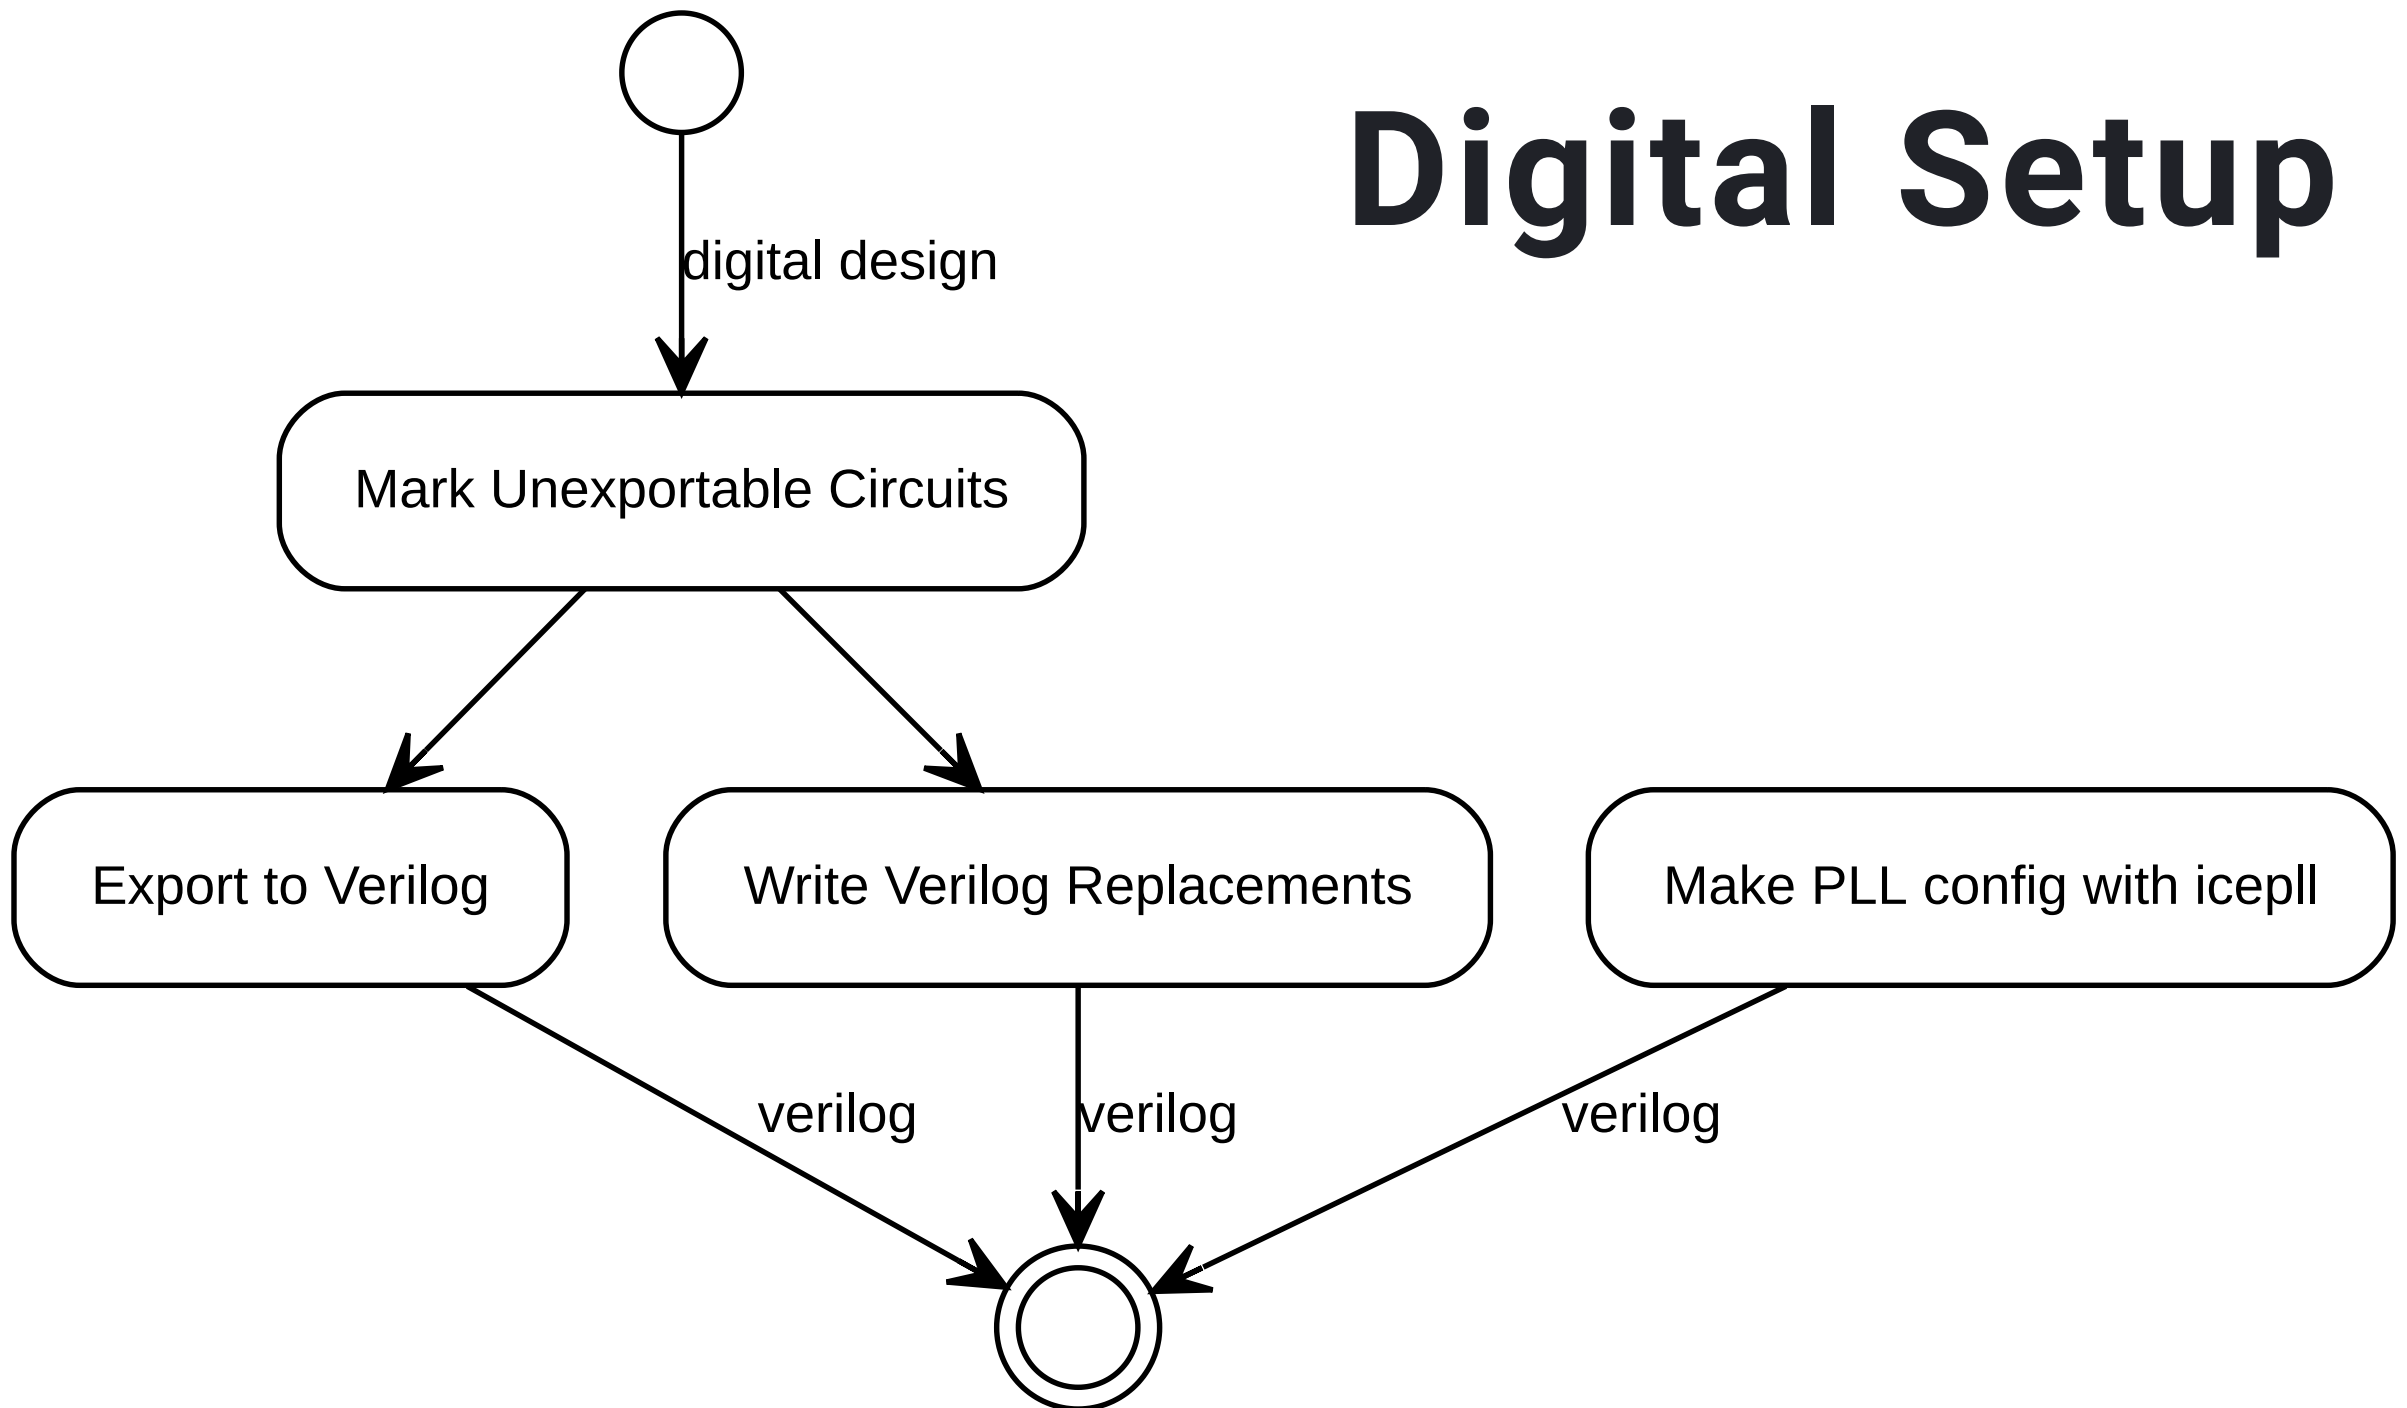 Digital Setup
digital design
Mark Unexportable Circuits
Export to Verilog
Write Verilog Replacements
Make PLL config with icepll
verilog
verilog
verilog